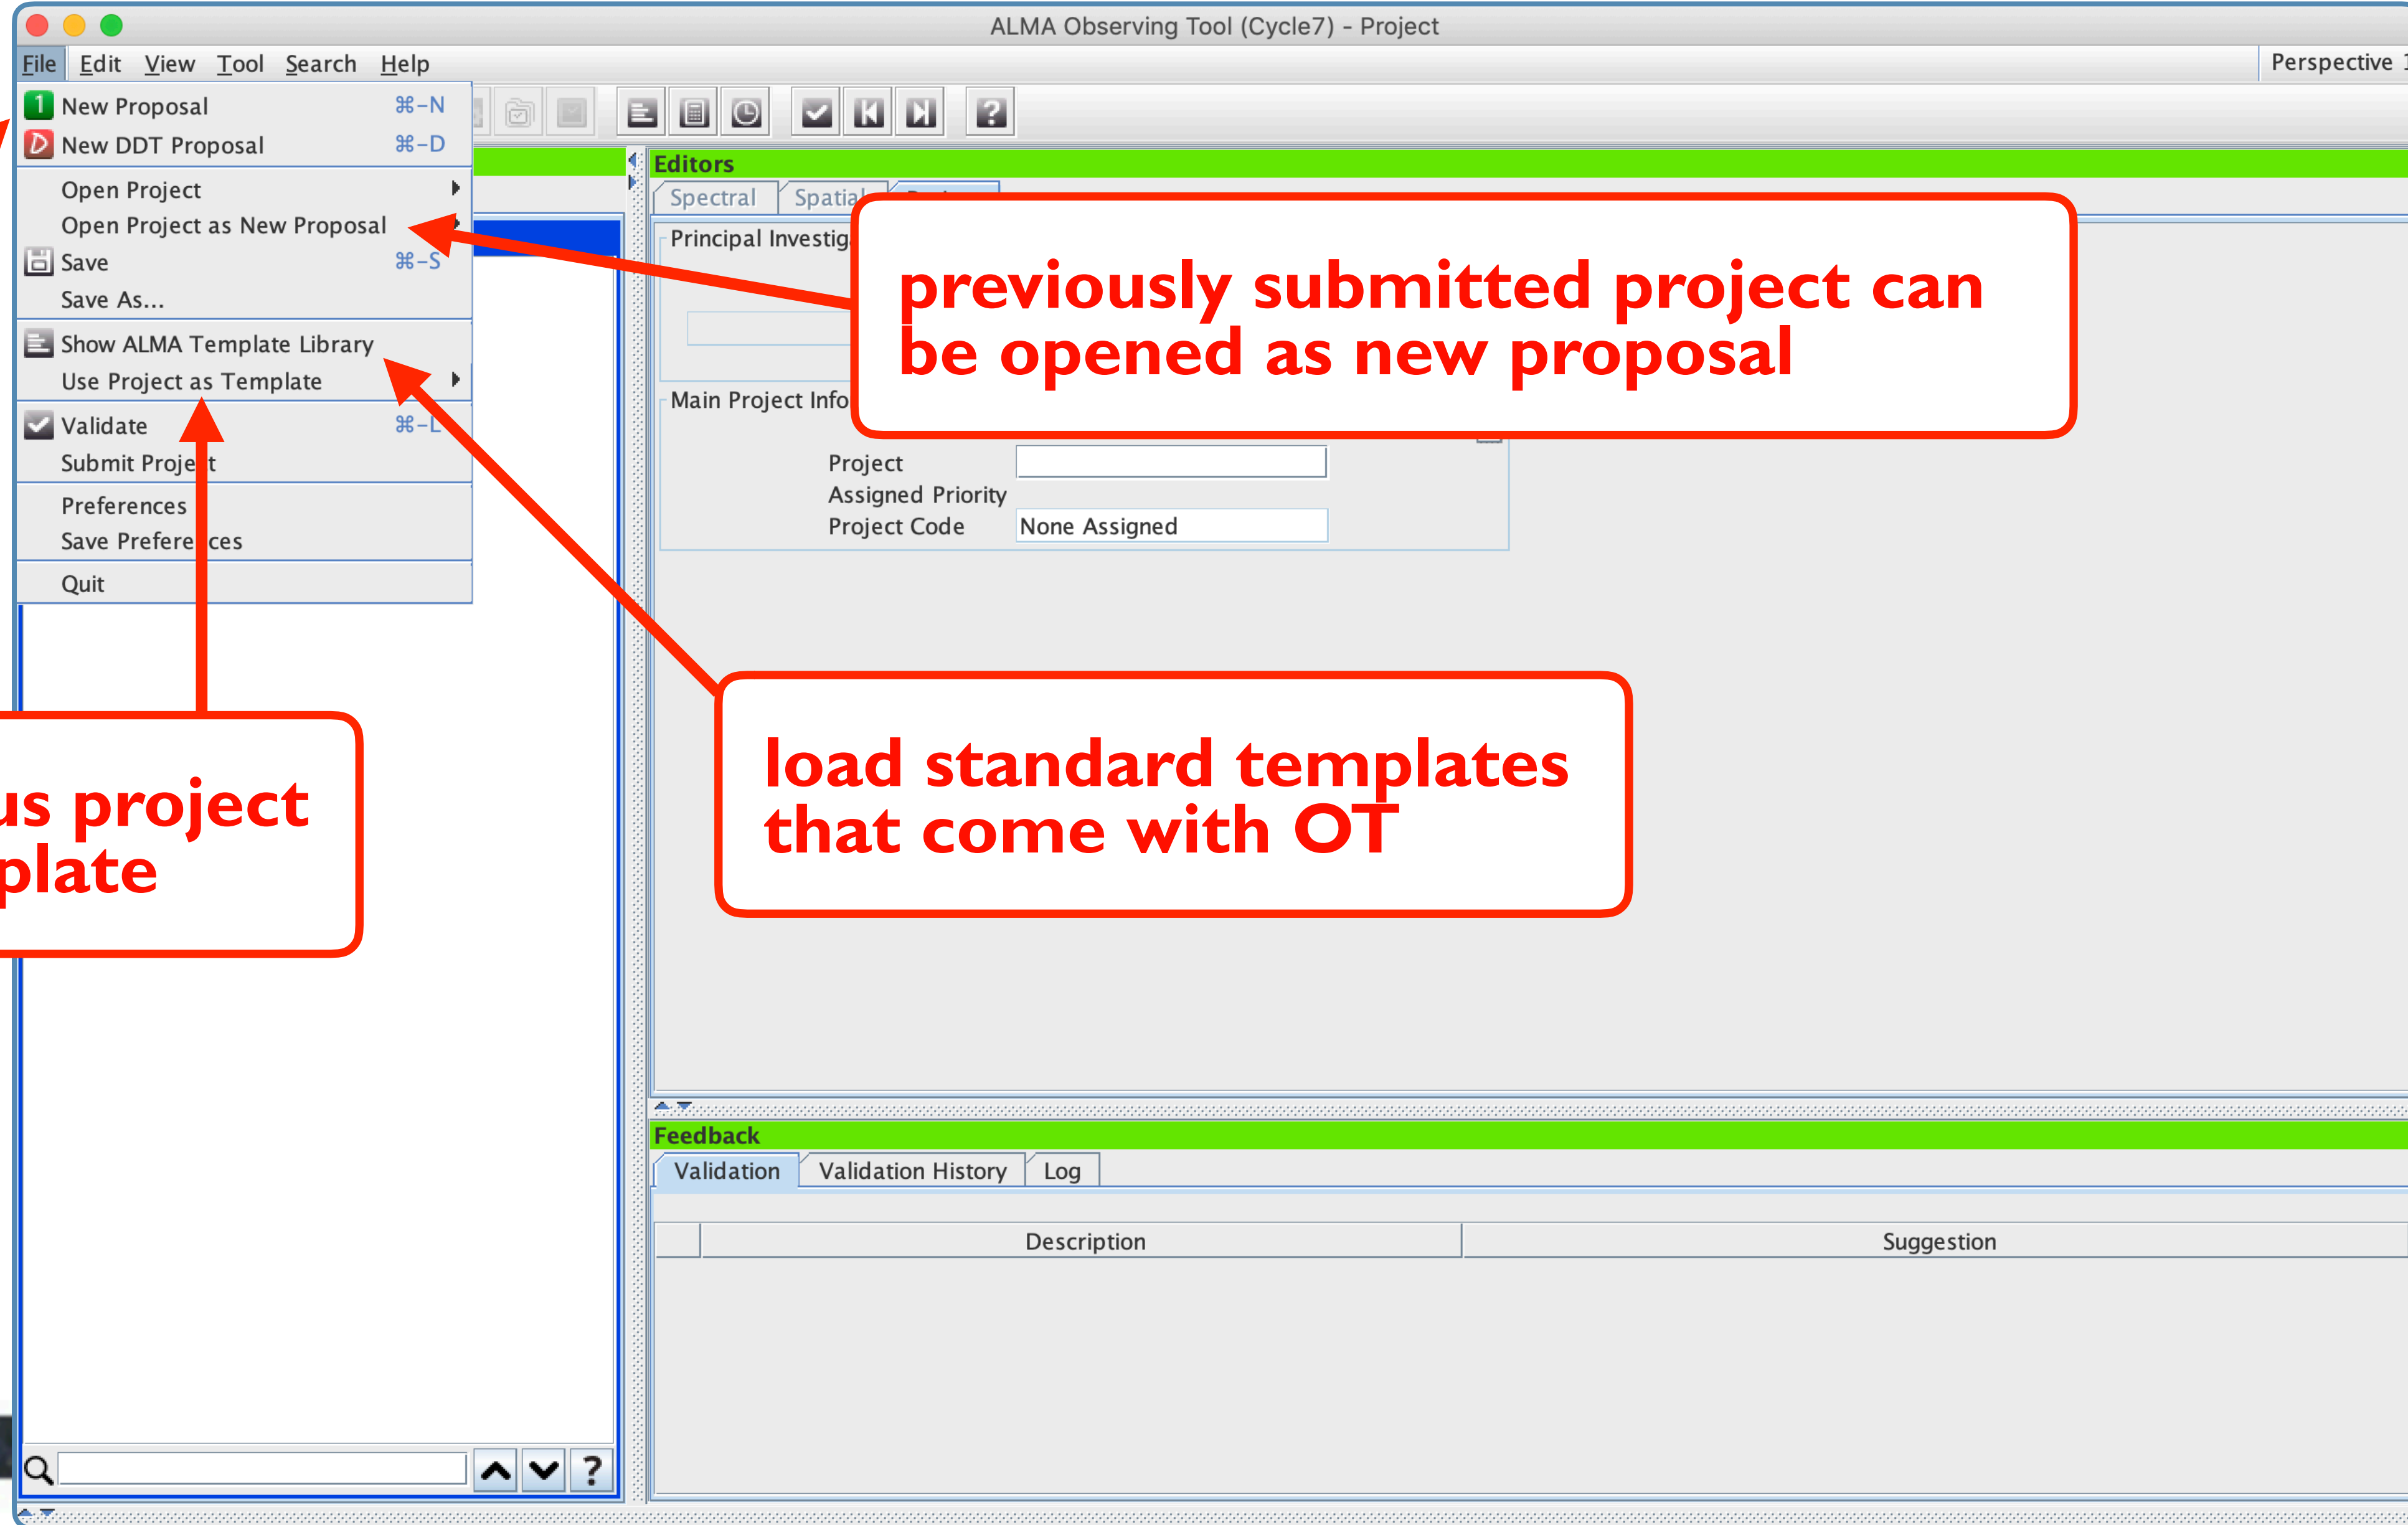 ALMA Observing Tool (Cycle7) - Project
File Edit View Tool Search Help
Perspective 1
New Proposal ⌘-N
New DDT Proposal ⌘-D
Open Project
Open Project as New Proposal
Save ⌘-S
Save As...
Show ALMA Template Library
Use Project as Template
Validate ⌘-L
Submit Project
Preferences
Save Preferences
Quit
Editors
Spectral Spatial
Principal Investig
previously submitted project can
be opened as new proposal
Main Project Info
Project
Assigned Priority
Project Code None Assigned
load standard templates
that come with OT
us project
plate
Feedback
Validation Validation History Log
Description Suggestion